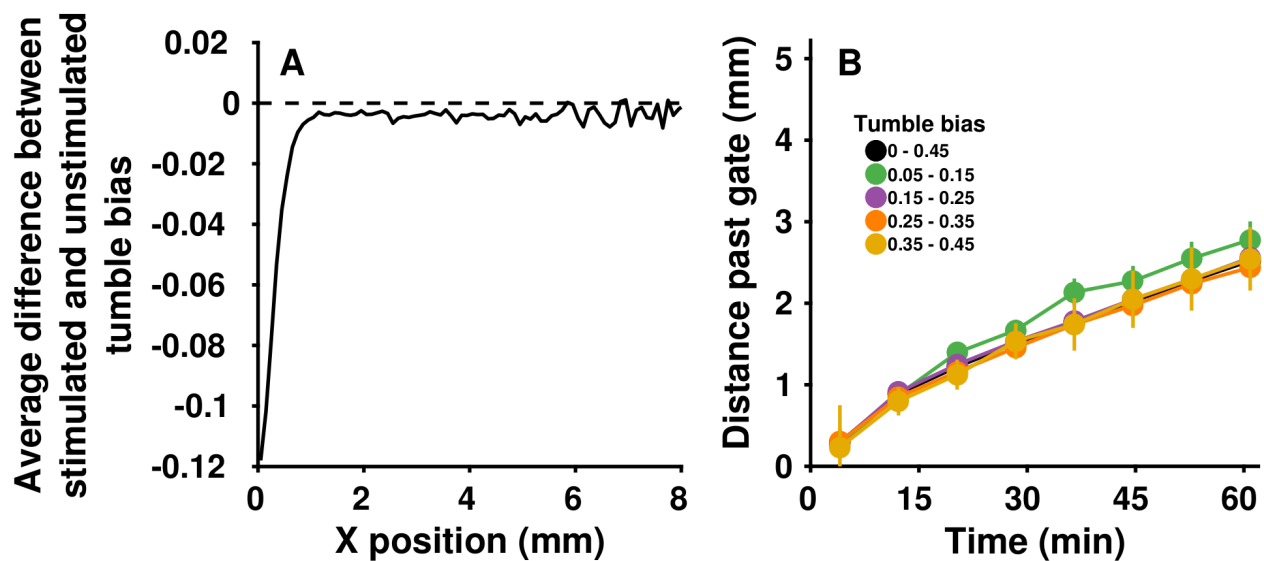 Average difference between
stimulated and unstimulated
tumble bias
A
0.02
0
-0.02
-0.04
-0.06
-0.08
-0.1
-0.12
0 2 4 6 8
X position (mm)
B
Distance past gate (mm)
5
4
3
2
1
0
Tumble bias
0 - 0.45
0.05 - 0.15
0.15 - 0.25
0.25 - 0.35
0.35 - 0.45
0 15 30 45 60
Time (min)